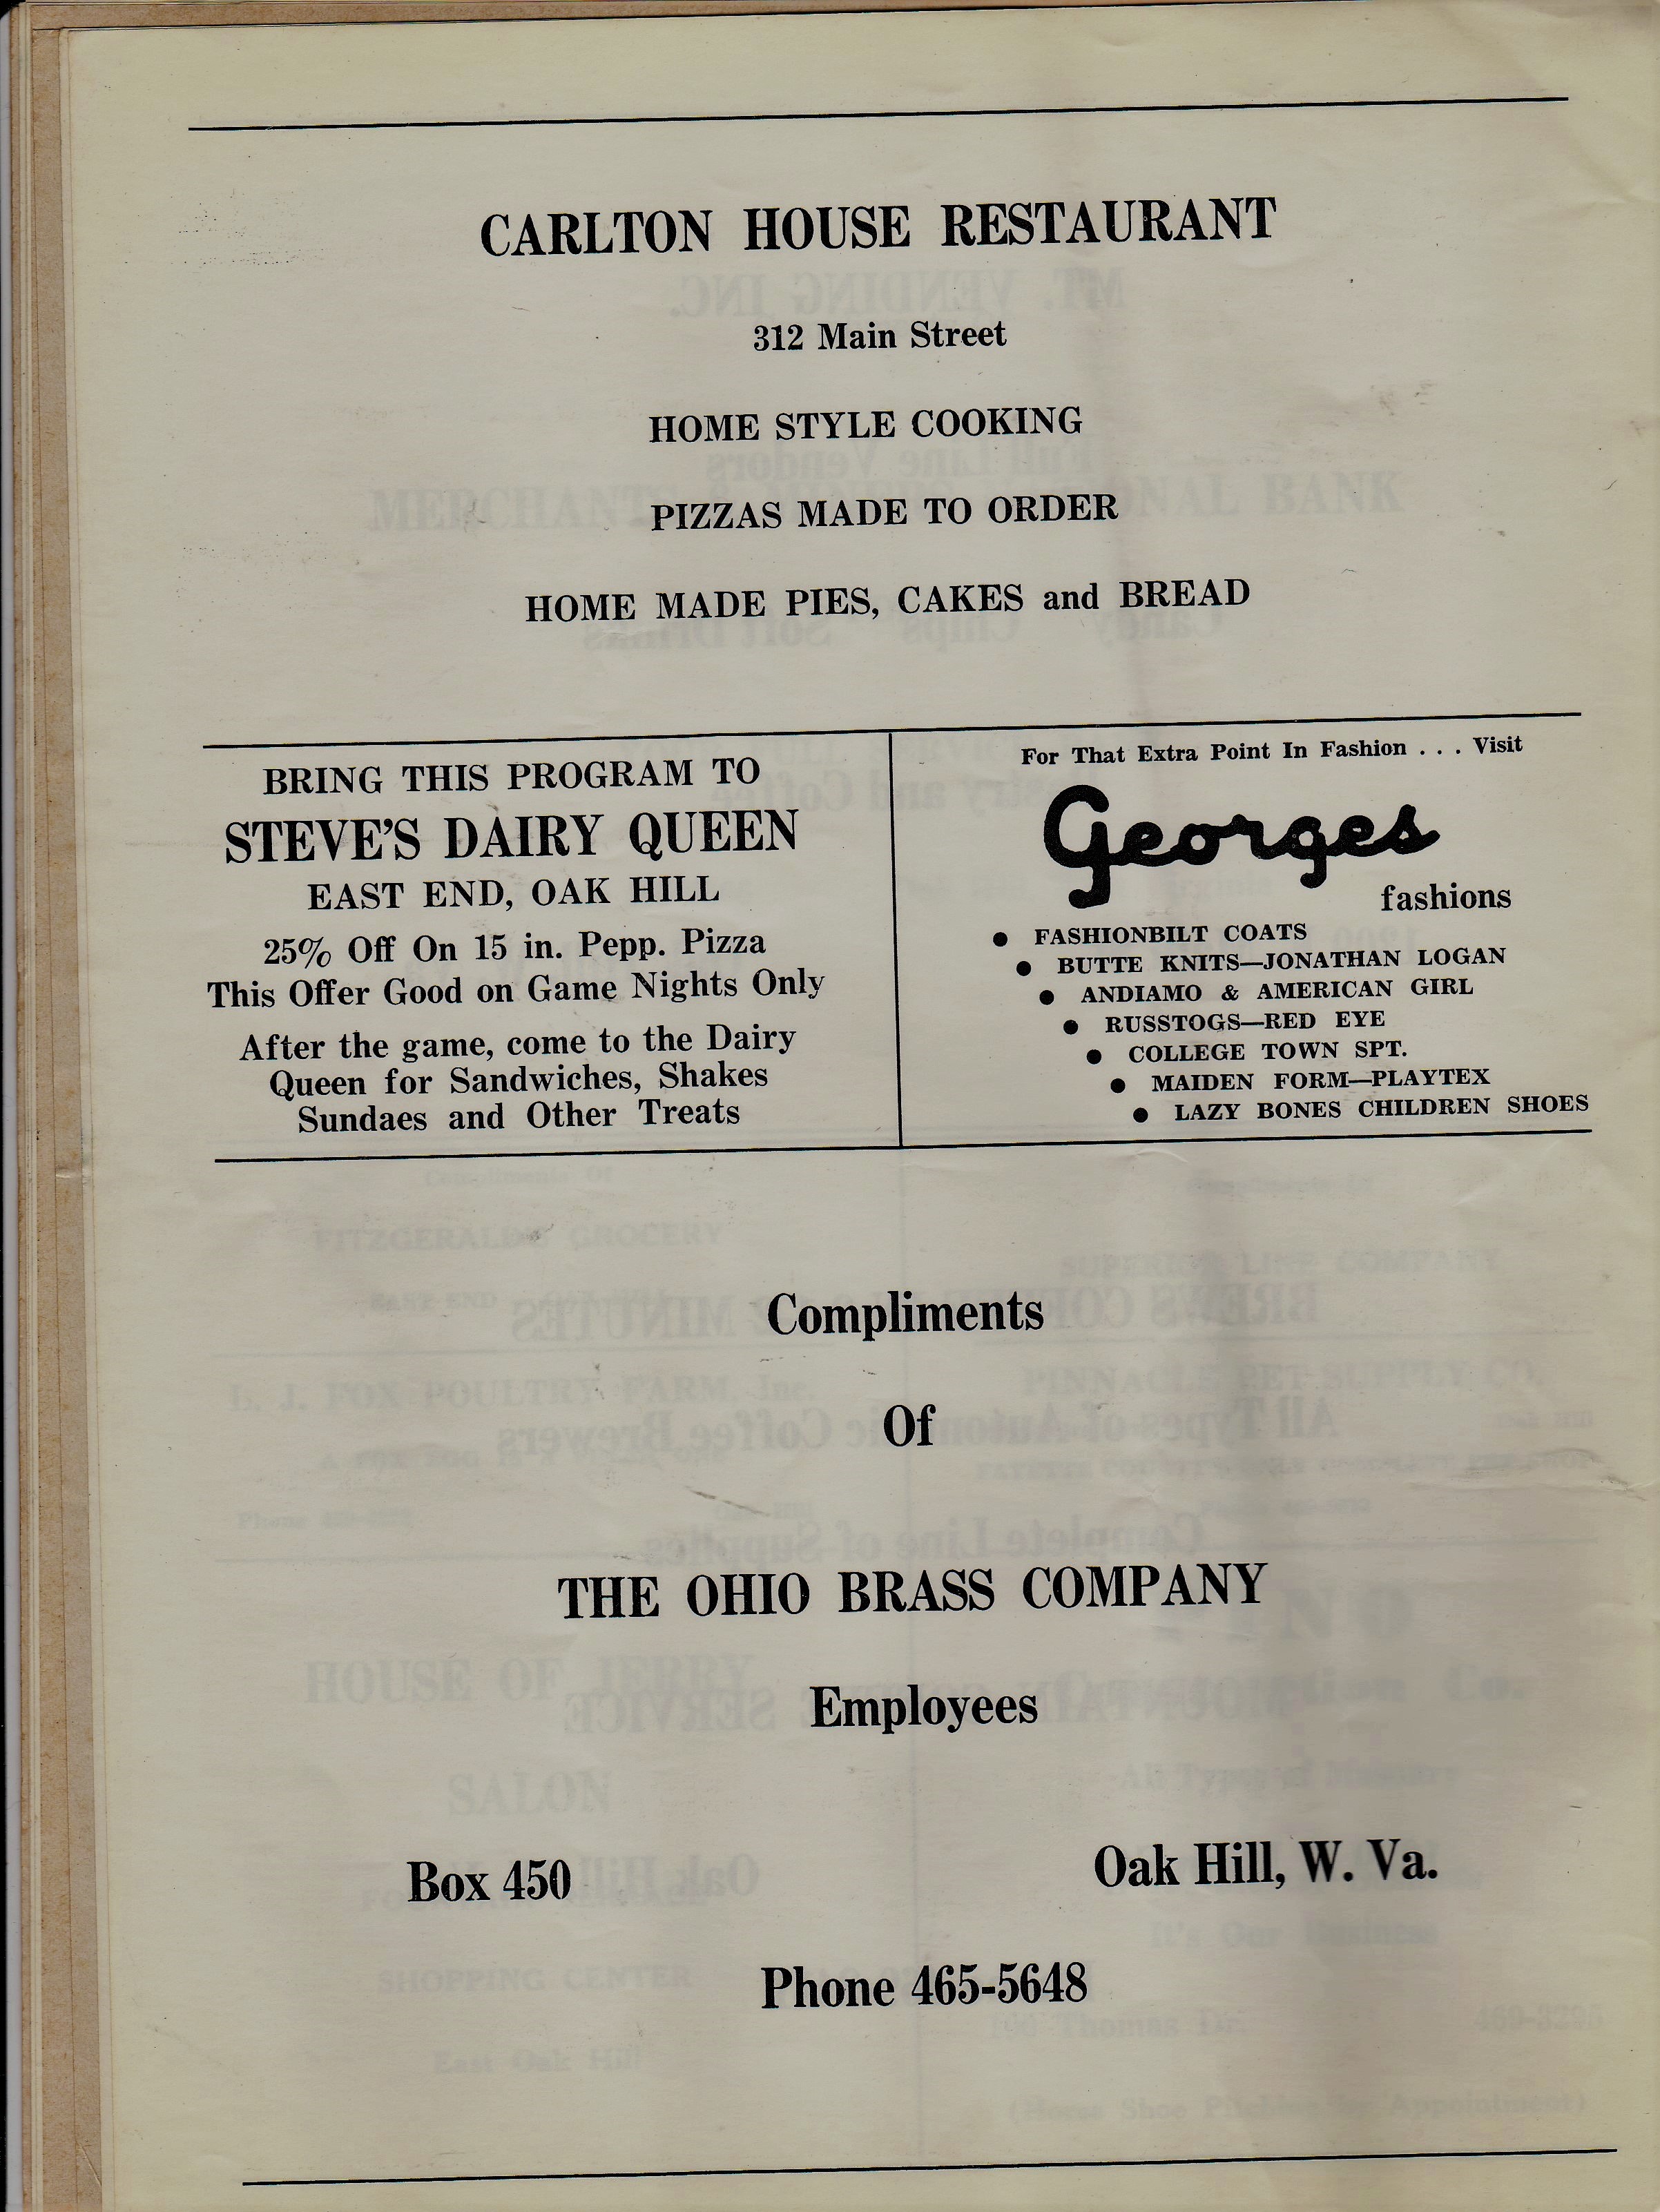 CARLTON HOUSE RESTAURANT
312 Main Street
HOME STYLE COOKING
PIZZAS MADE TO ORDER
HOME MADE PIES, CAKES and BREAD
BRING THIS PROGRAM TO
STEVE'S DAIRY QUEEN
EAST END, OAK HILL
25% Off On 15 in. Pepp. Pizza
This Offer Good on Game Nights Only
After the game, come to the Dairy
Queen for Sandwiches, Shakes
Sundaes and Other Treats
For That Extra Point In Fashion . . . Visit
Georges
fashions
● FASHIONBILT COATS
● BUTTE KNITS—JONATHAN LOGAN
● ANDIAMO & AMERICAN GIRL
● RUSSTOGS—RED EYE
● COLLEGE TOWN SPT.
● MAIDEN FORM—PLAYTEX
● LAZY BONES CHILDREN SHOES
Compliments
Of
THE OHIO BRASS COMPANY
Employees
Box 450 Oak Hill, W. Va.
Phone 465-5648